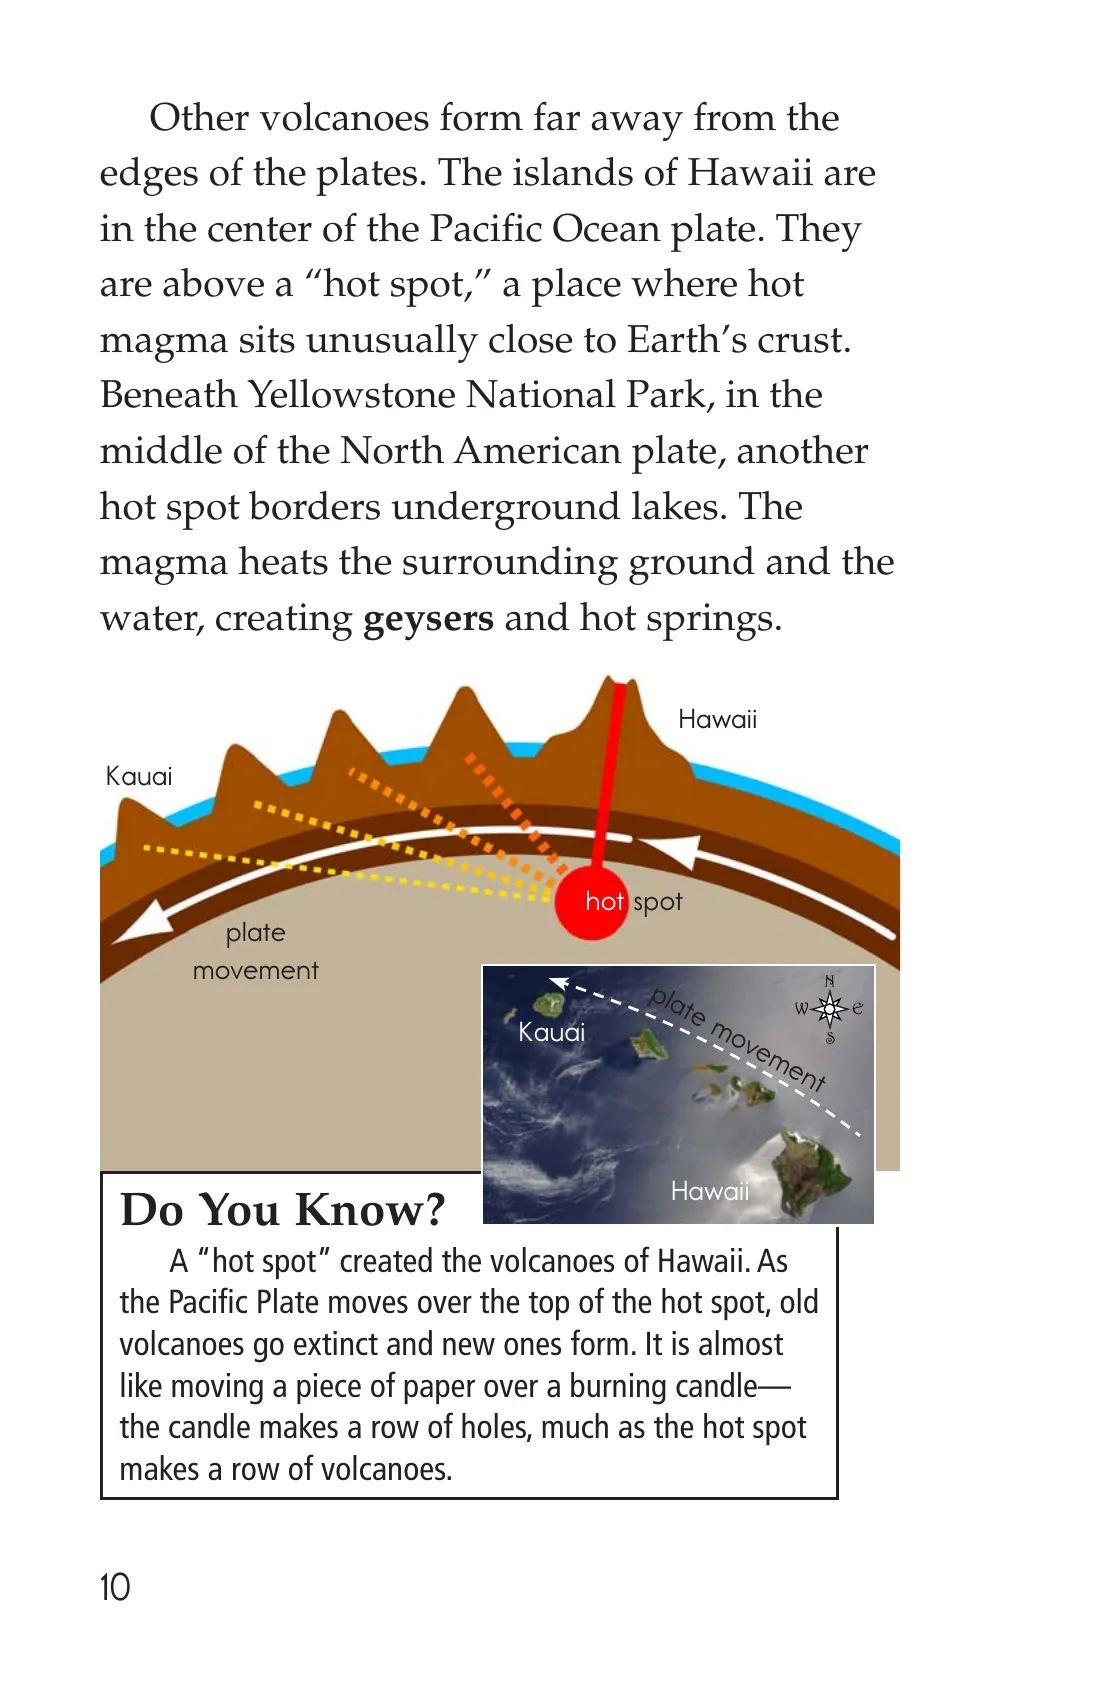 Other volcanoes form far away from the
edges of the plates. The islands of Hawaii are
in the center of the Pacific Ocean plate. They
are above a “hot spot,” a place where hot
magma sits unusually close to Earth’s crust.
Beneath Yellowstone National Park, in the
middle of the North American plate, another
hot spot borders underground lakes. The
magma heats the surrounding ground and the
water, creating geysers and hot springs.
Hawaii
Kauai
hot spot
plate
movement
N
W E
S
plate movement
Kauai
Hawaii
Do You Know?
A “hot spot” created the volcanoes of Hawaii. As
the Pacific Plate moves over the top of the hot spot, old
volcanoes go extinct and new ones form. It is almost
like moving a piece of paper over a burning candle—
the candle makes a row of holes, much as the hot spot
makes a row of volcanoes.
10